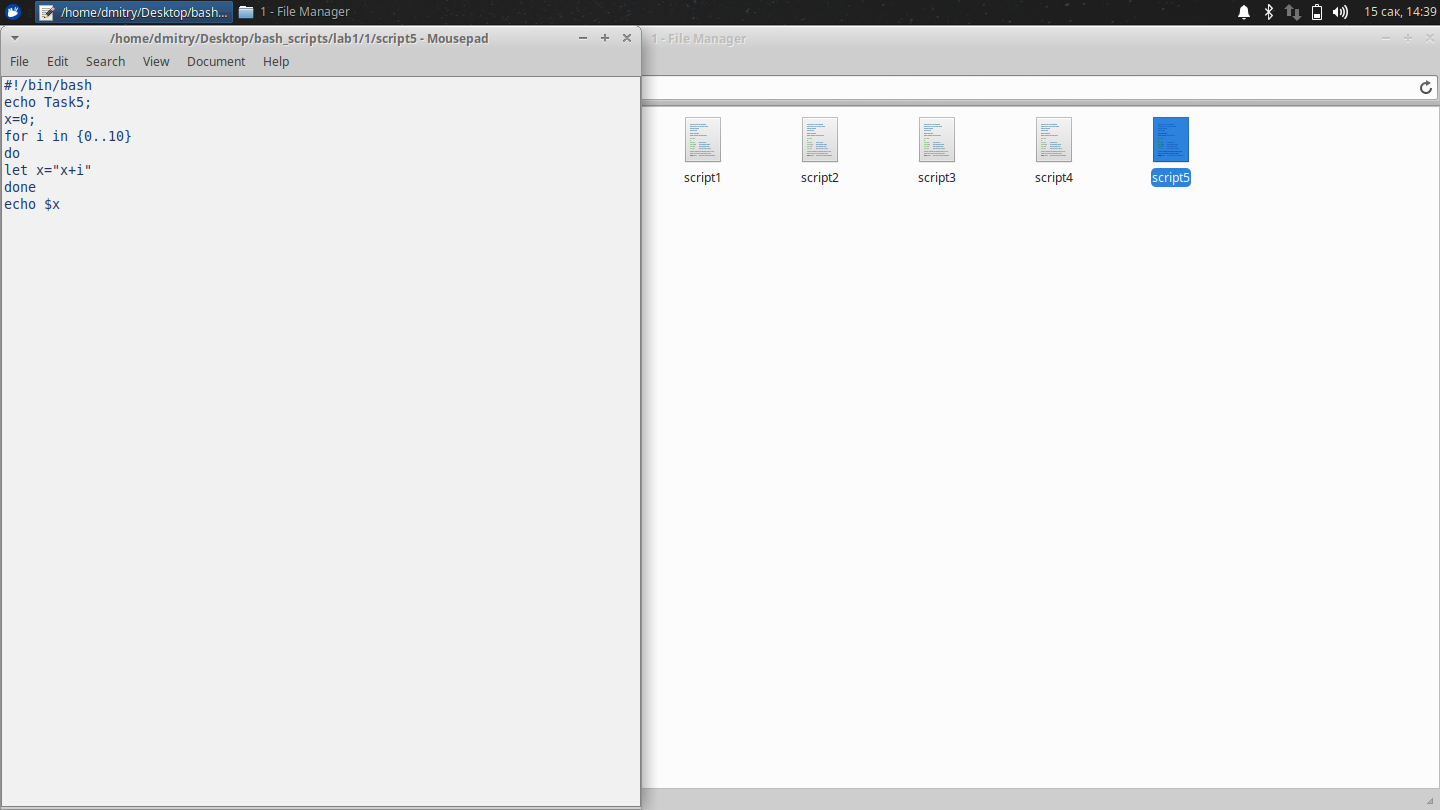 /home/dmitry/Desktop/bash...
1 - File Manager
15 сак, 14:39
/home/dmitry/Desktop/bash_scripts/lab1/1/script5 - Mousepad
1 - File Manager
File Edit Search View Document Help
#!/bin/bash
echo Task5;
x=0;
for i in {0..10}
do
let x="x+i"
done
echo $x
script1
script2
script3
script4
script5